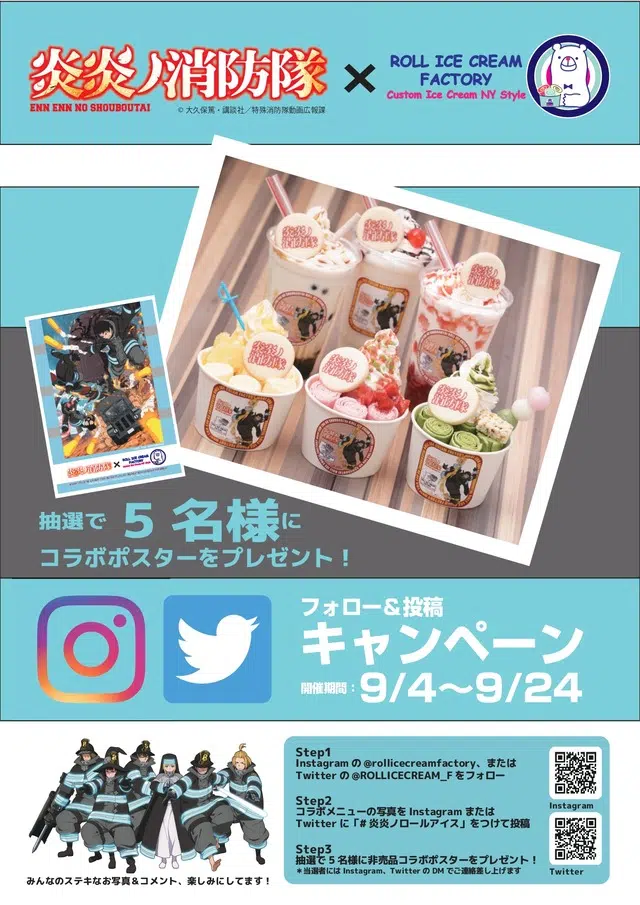 炎炎ノ消防隊
ENN ENN NO SHOUBOUTAI
© 大久保篤・講談社／特殊消防隊動画広報課
×
ROLL ICE CREAM
FACTORY
Custom Ice Cream NY Style
炎炎ノ消防隊 × ROLL ICE CREAM
FACTORY
抽選で 5 名様に
コラボポスターをプレゼント！
フォロー＆投稿
キャンペーン
開催期間：9/4～9/24
Step1
Instagram の @rollicecreamfactory、または
Twitter の @ROLLICECREAM_F をフォロー
Step2
コラボメニューの写真を Instagram または
Twitter に「# 炎炎ノロールアイス」をつけて投稿
Step3
抽選で 5 名様に非売品コラボポスターをプレゼント！
＊当選者には Instagram、Twitter の DM でご連絡差し上げます
Instagram
Twitter
みんなのステキなお写真＆コメント、楽しみにしてます！